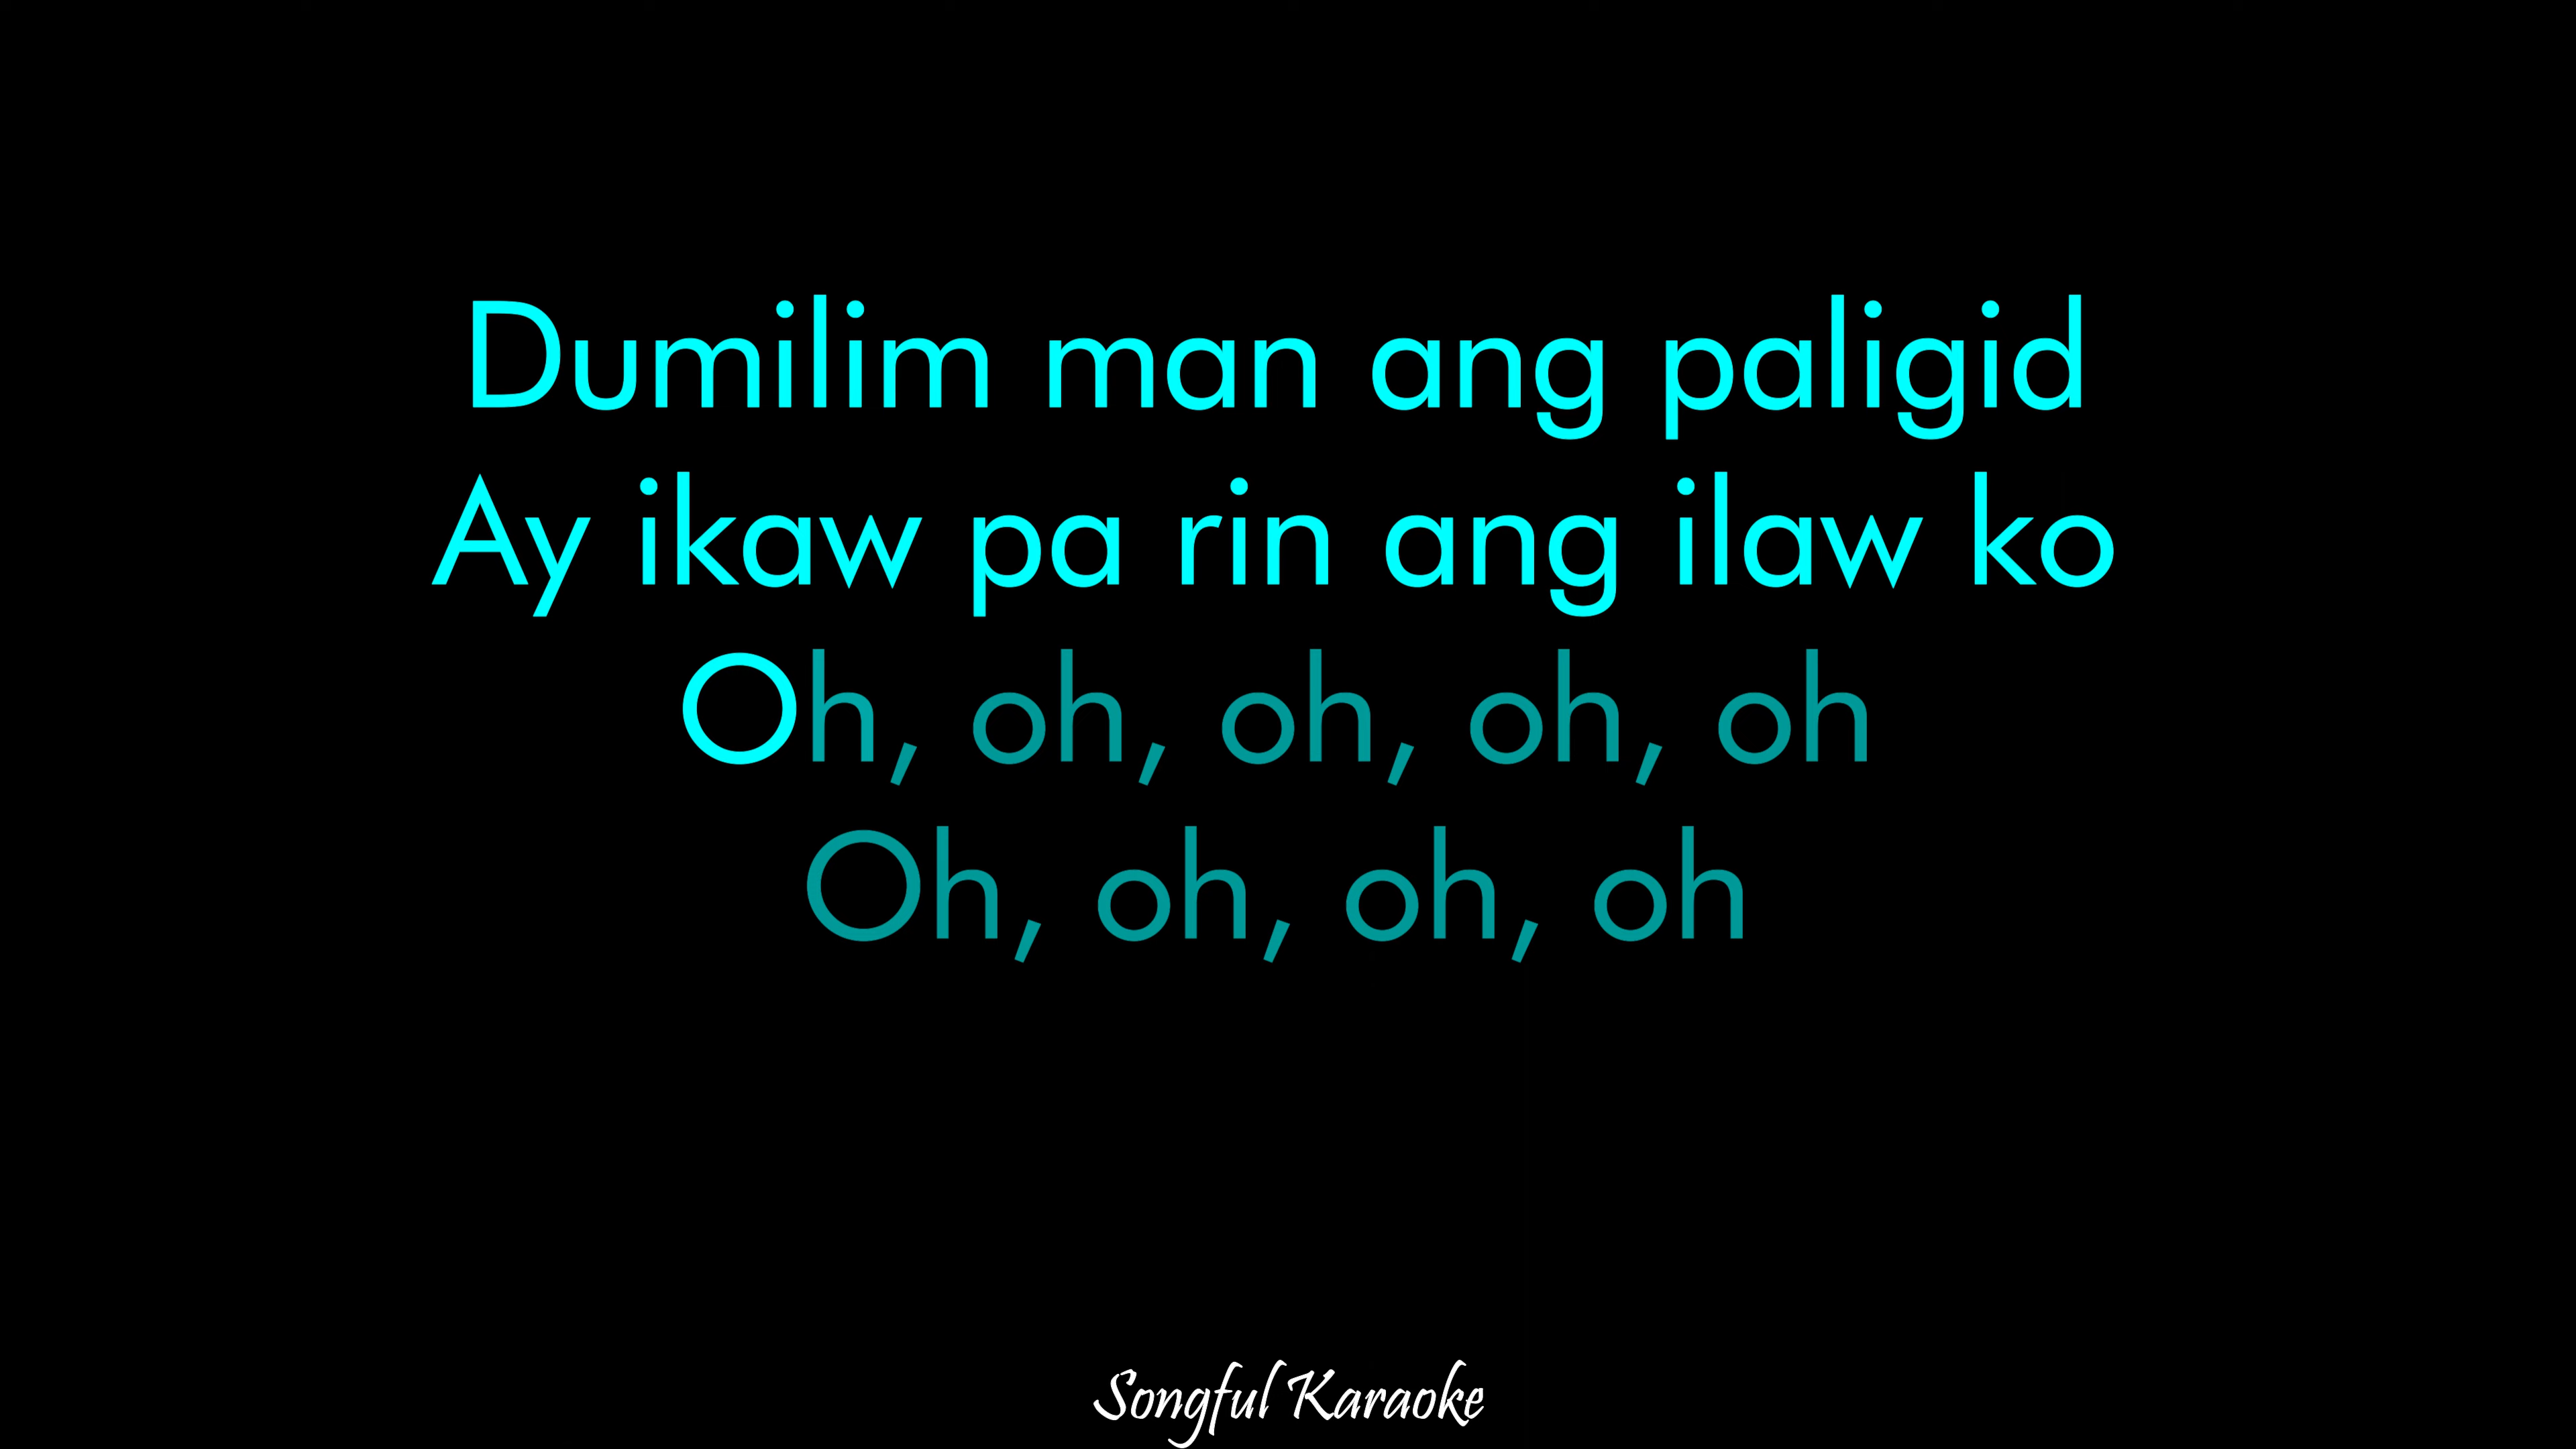 Dumilim man ang paligid
Ay ikaw pa rin ang ilaw ko
Oh, oh, oh, oh, oh
Oh, oh, oh, oh
Songful Karaoke